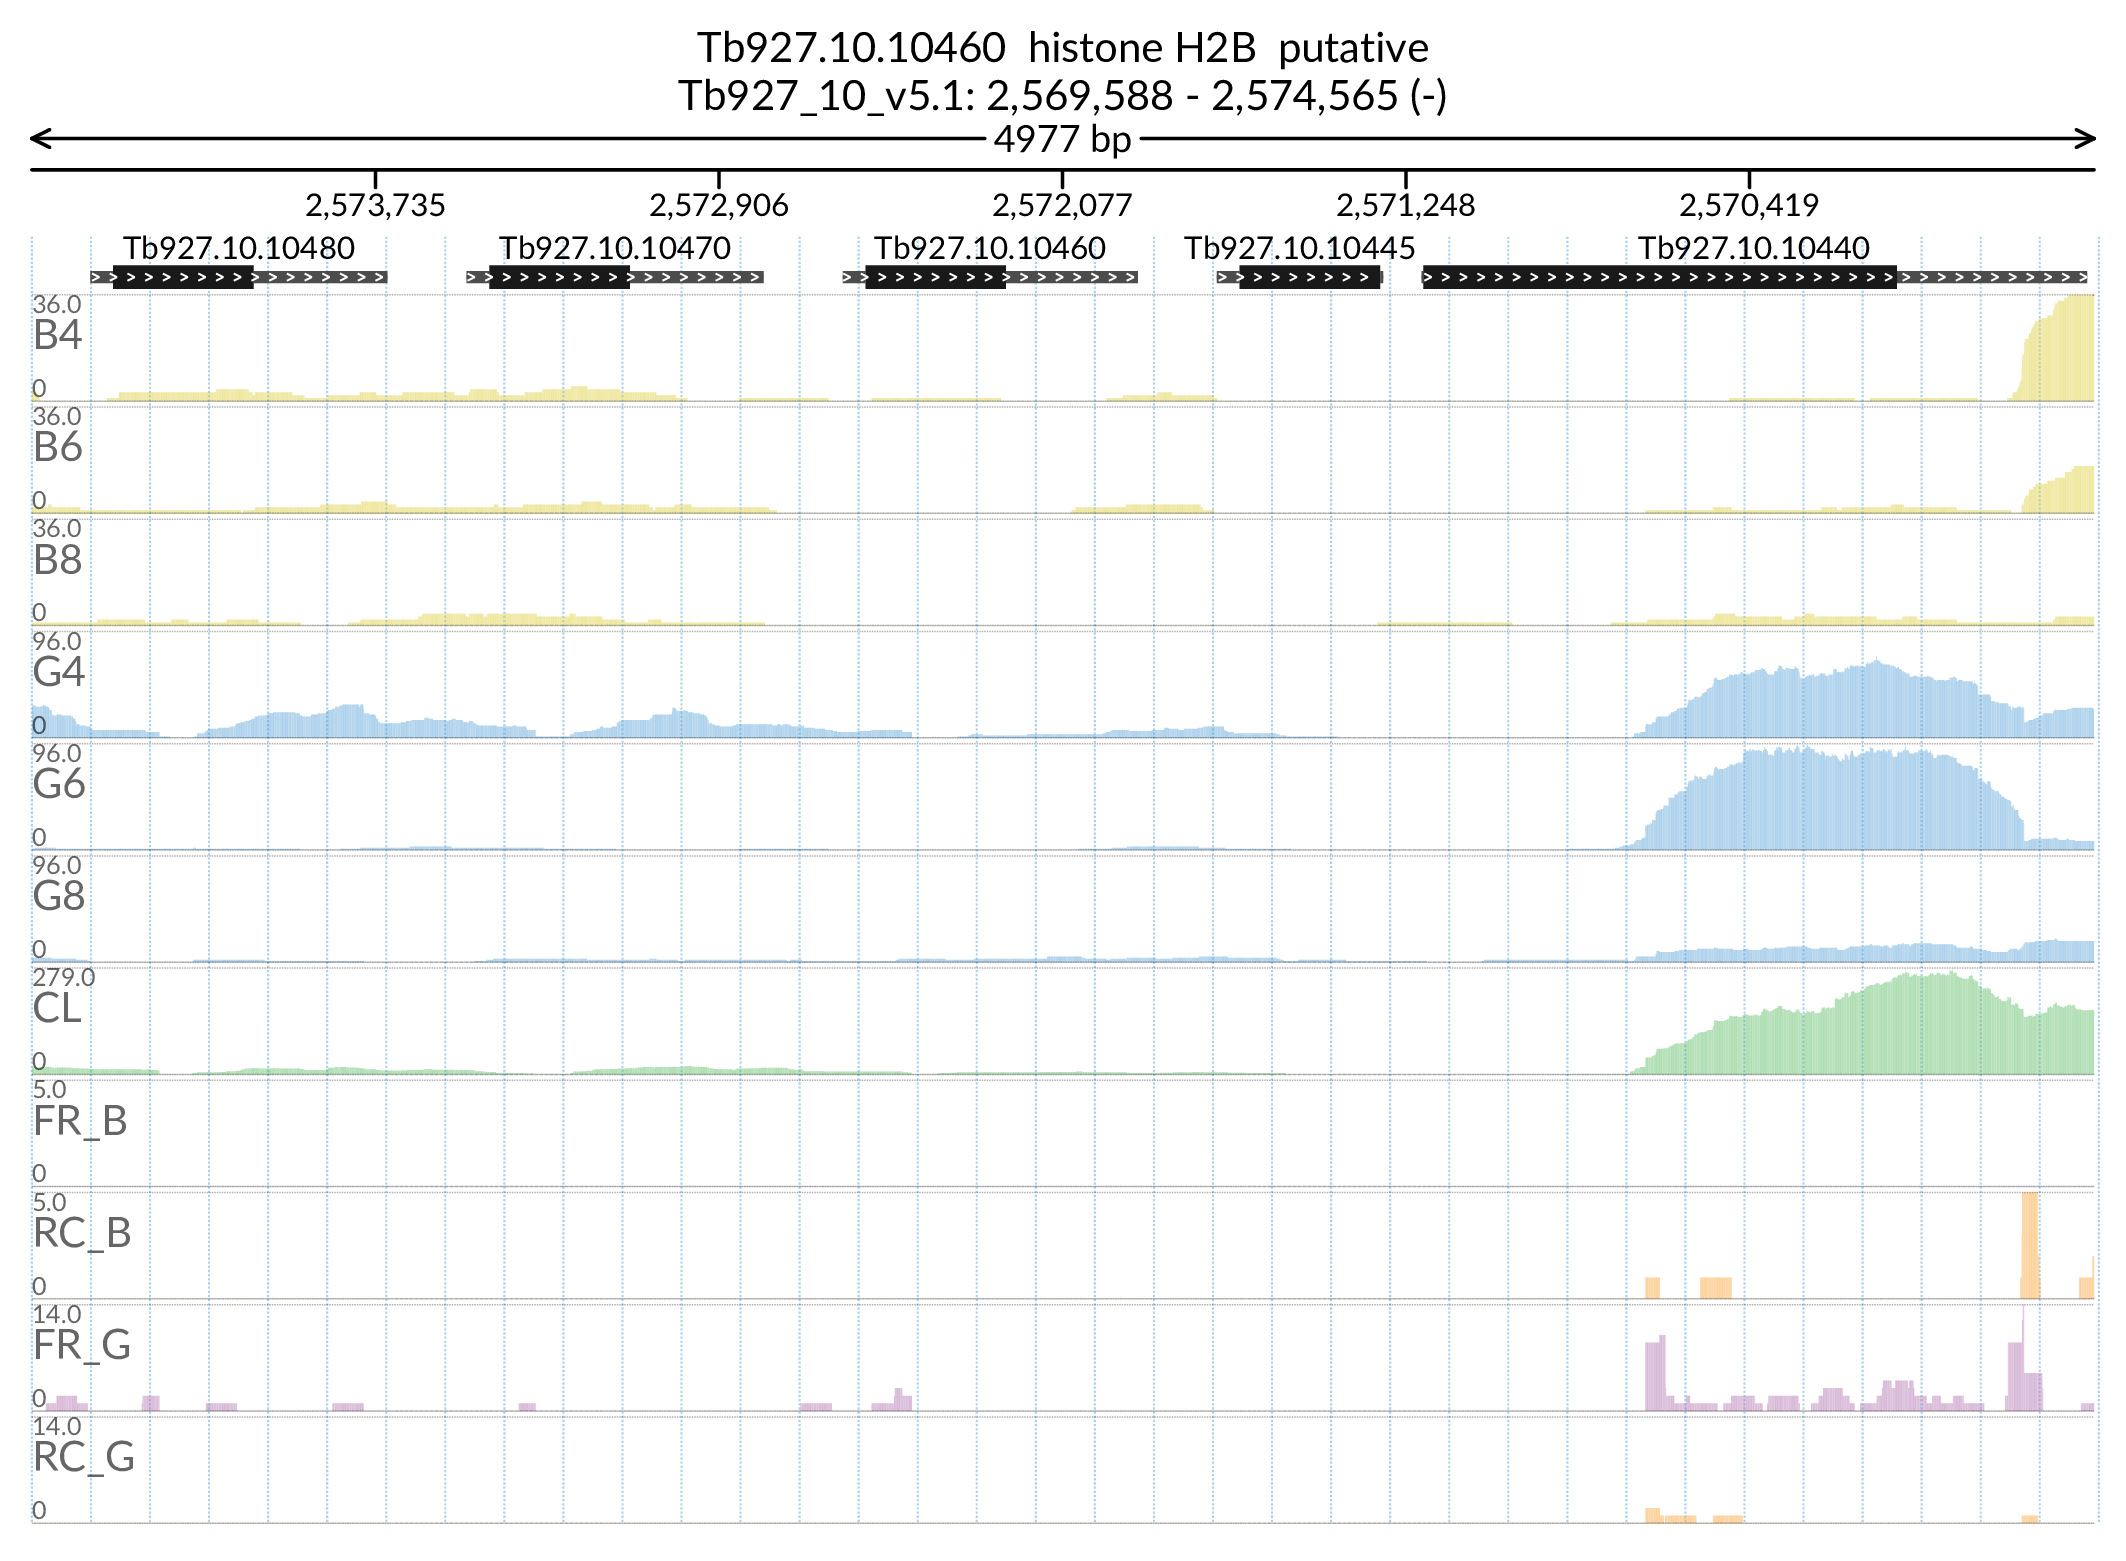 Tb927.10.10460 histone H2B putative
Tb927_10_v5.1: 2,569,588 - 2,574,565 (-)
4977 bp
2,573,735 2,572,906 2,572,077 2,571,248 2,570,419
Tb927.10.10480 Tb927.10.10470 Tb927.10.10460 Tb927.10.10445 Tb927.10.10440
36.0
B4
0
36.0
B6
0
36.0
B8
0
96.0
G4
0
96.0
G6
0
96.0
G8
0
279.0
CL
0
5.0
FR_B
0
5.0
RC_B
0
14.0
FR_G
0
14.0
RC_G
0